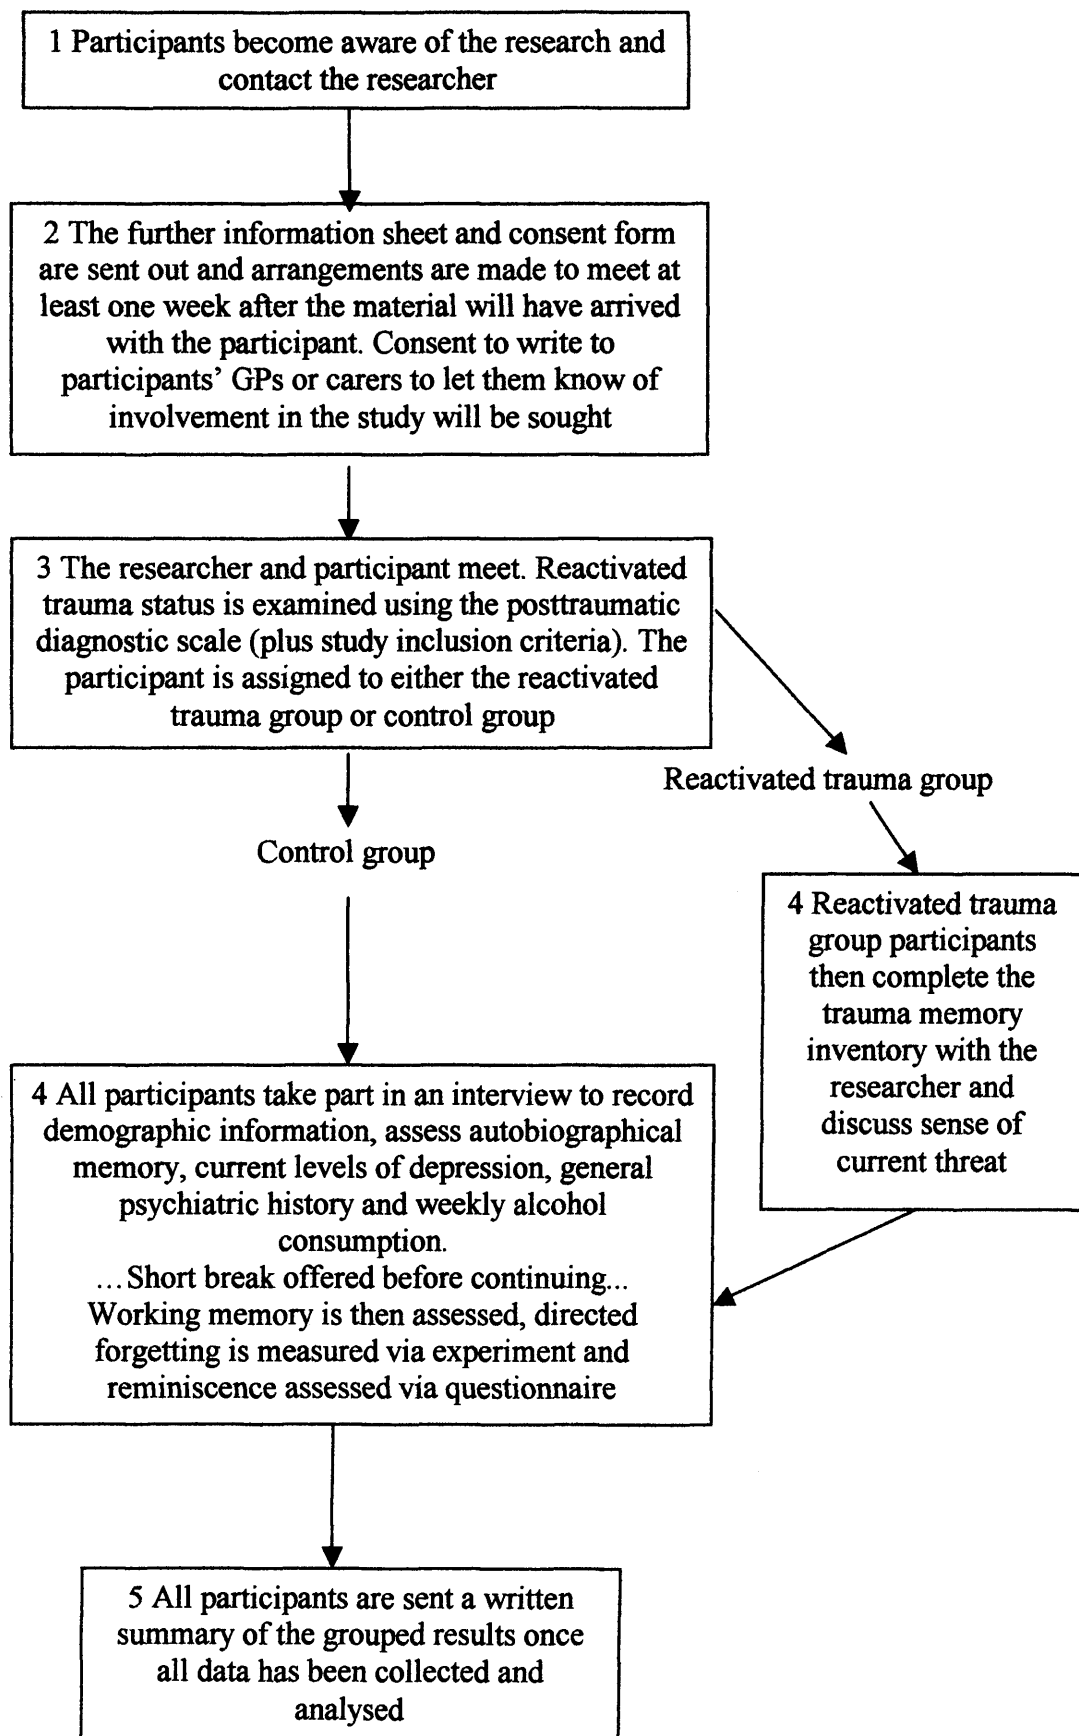 1 Participants become aware of the research and
contact the researcher
2 The further information sheet and consent form
are sent out and arrangements are made to meet at
least one week after the material will have arrived
with the participant. Consent to write to
participants’ GPs or carers to let them know of
involvement in the study will be sought
3 The researcher and participant meet. Reactivated
trauma status is examined using the posttraumatic
diagnostic scale (plus study inclusion criteria). The
participant is assigned to either the reactivated
trauma group or control group
Reactivated trauma group
Control group
4 Reactivated trauma
group participants
then complete the
trauma memory
inventory with the
researcher and
discuss sense of
current threat
4 All participants take part in an interview to record
demographic information, assess autobiographical
memory, current levels of depression, general
psychiatric history and weekly alcohol
consumption.
…Short break offered before continuing...
Working memory is then assessed, directed
forgetting is measured via experiment and
reminiscence assessed via questionnaire
5 All participants are sent a written
summary of the grouped results once
all data has been collected and
analysed